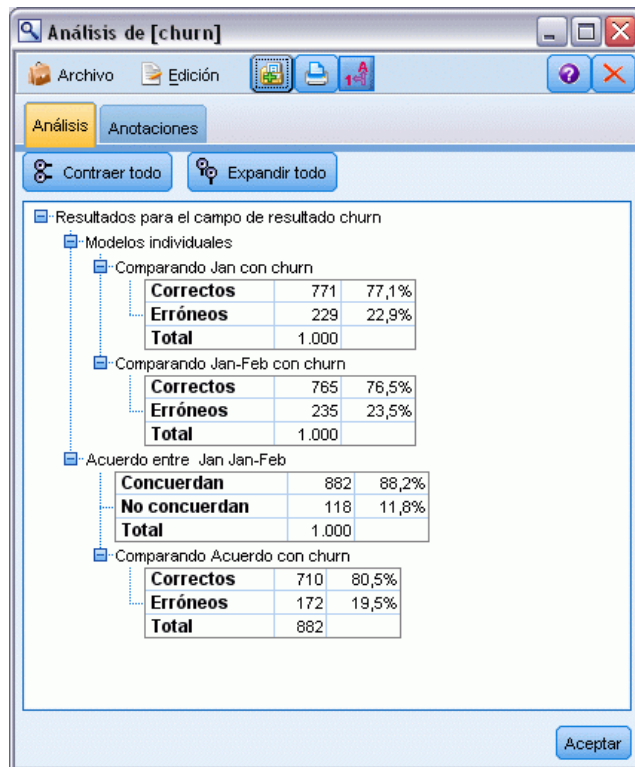 Análisis de [churn]
Archivo Edición
Análisis Anotaciones
Contraer todo Expandir todo
Resultados para el campo de resultado churn
Modelos individuales
Comparando Jan con churn
Correctos 771 77,1%
Erróneos 229 22,9%
Total 1.000
Comparando Jan-Feb con churn
Correctos 765 76,5%
Erróneos 235 23,5%
Total 1.000
Acuerdo entre Jan Jan-Feb
Concuerdan 882 88,2%
No concuerdan 118 11,8%
Total 1.000
Comparando Acuerdo con churn
Correctos 710 80,5%
Erróneos 172 19,5%
Total 882
Aceptar